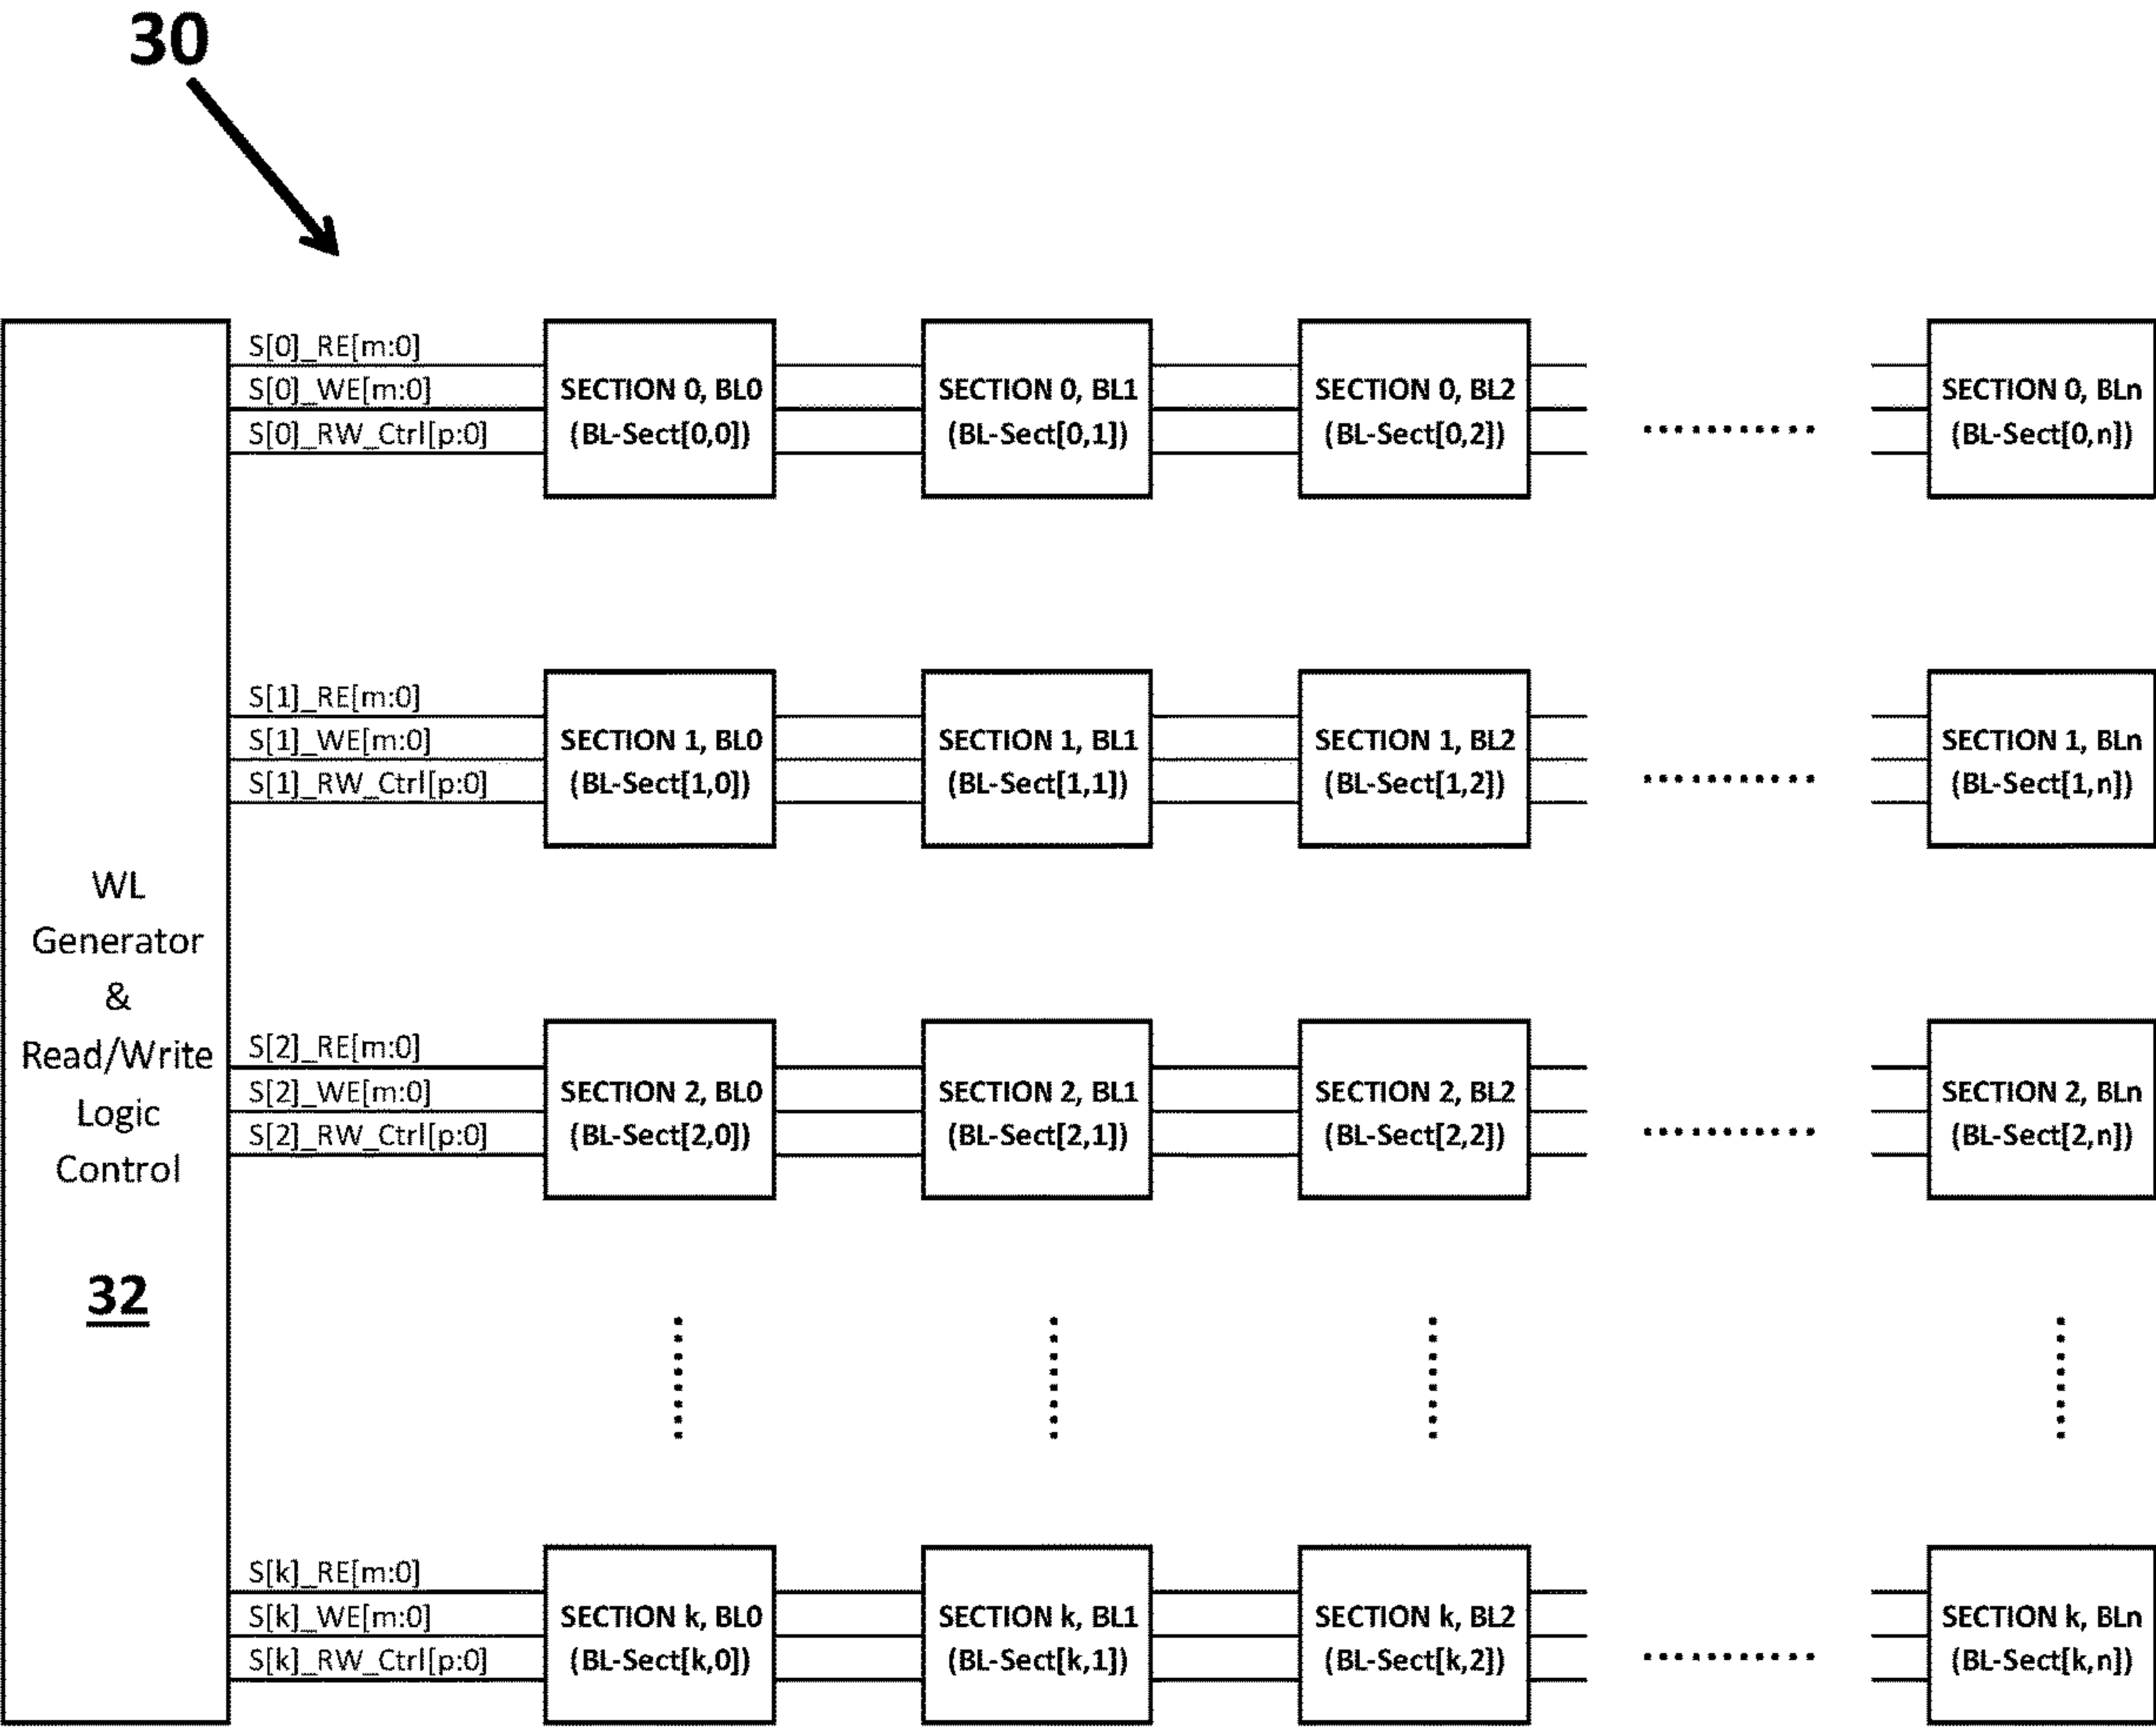 30
S[0]_RE[m:0]
S[0]_WE[m:0]
S[0]_RW_Ctrl[p:0]
SECTION 0, BL0
(BL-Sect[0,0])
SECTION 0, BL1
(BL-Sect[0,1])
SECTION 0, BL2
(BL-Sect[0,2])
...........
SECTION 0, BLn
(BL-Sect[0,n])
S[1]_RE[m:0]
S[1]_WE[m:0]
S[1]_RW_Ctrl[p:0]
SECTION 1, BL0
(BL-Sect[1,0])
SECTION 1, BL1
(BL-Sect[1,1])
SECTION 1, BL2
(BL-Sect[1,2])
...........
SECTION 1, BLn
(BL-Sect[1,n])
WL
Generator
&
Read/Write
Logic
Control
32
S[2]_RE[m:0]
S[2]_WE[m:0]
S[2]_RW_Ctrl[p:0]
SECTION 2, BL0
(BL-Sect[2,0])
SECTION 2, BL1
(BL-Sect[2,1])
SECTION 2, BL2
(BL-Sect[2,2])
...........
SECTION 2, BLn
(BL-Sect[2,n])
S[k]_RE[m:0]
S[k]_WE[m:0]
S[k]_RW_Ctrl[p:0]
SECTION k, BL0
(BL-Sect[k,0])
SECTION k, BL1
(BL-Sect[k,1])
SECTION k, BL2
(BL-Sect[k,2])
...........
SECTION k, BLn
(BL-Sect[k,n])